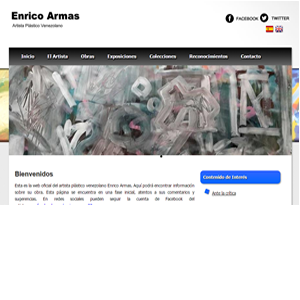 Enrico Armas
Artista Plástico Venezolano
FACEBOOK TWITTER
Inicio El Artista Obras Exposiciones Colecciones Reconocimientos Contacto
Bienvenidos
Esta es la web oficial del artista plástico venezolano Enrico Armas. Aquí podrá encontrar información
sobre su obra. Esta página se encuentra en una fase inicial, atentos a sus comentarios y
sugerencias. En redes sociales pueden seguir la cuenta de Facebook del
Contenido de Interés
Ante la crítica